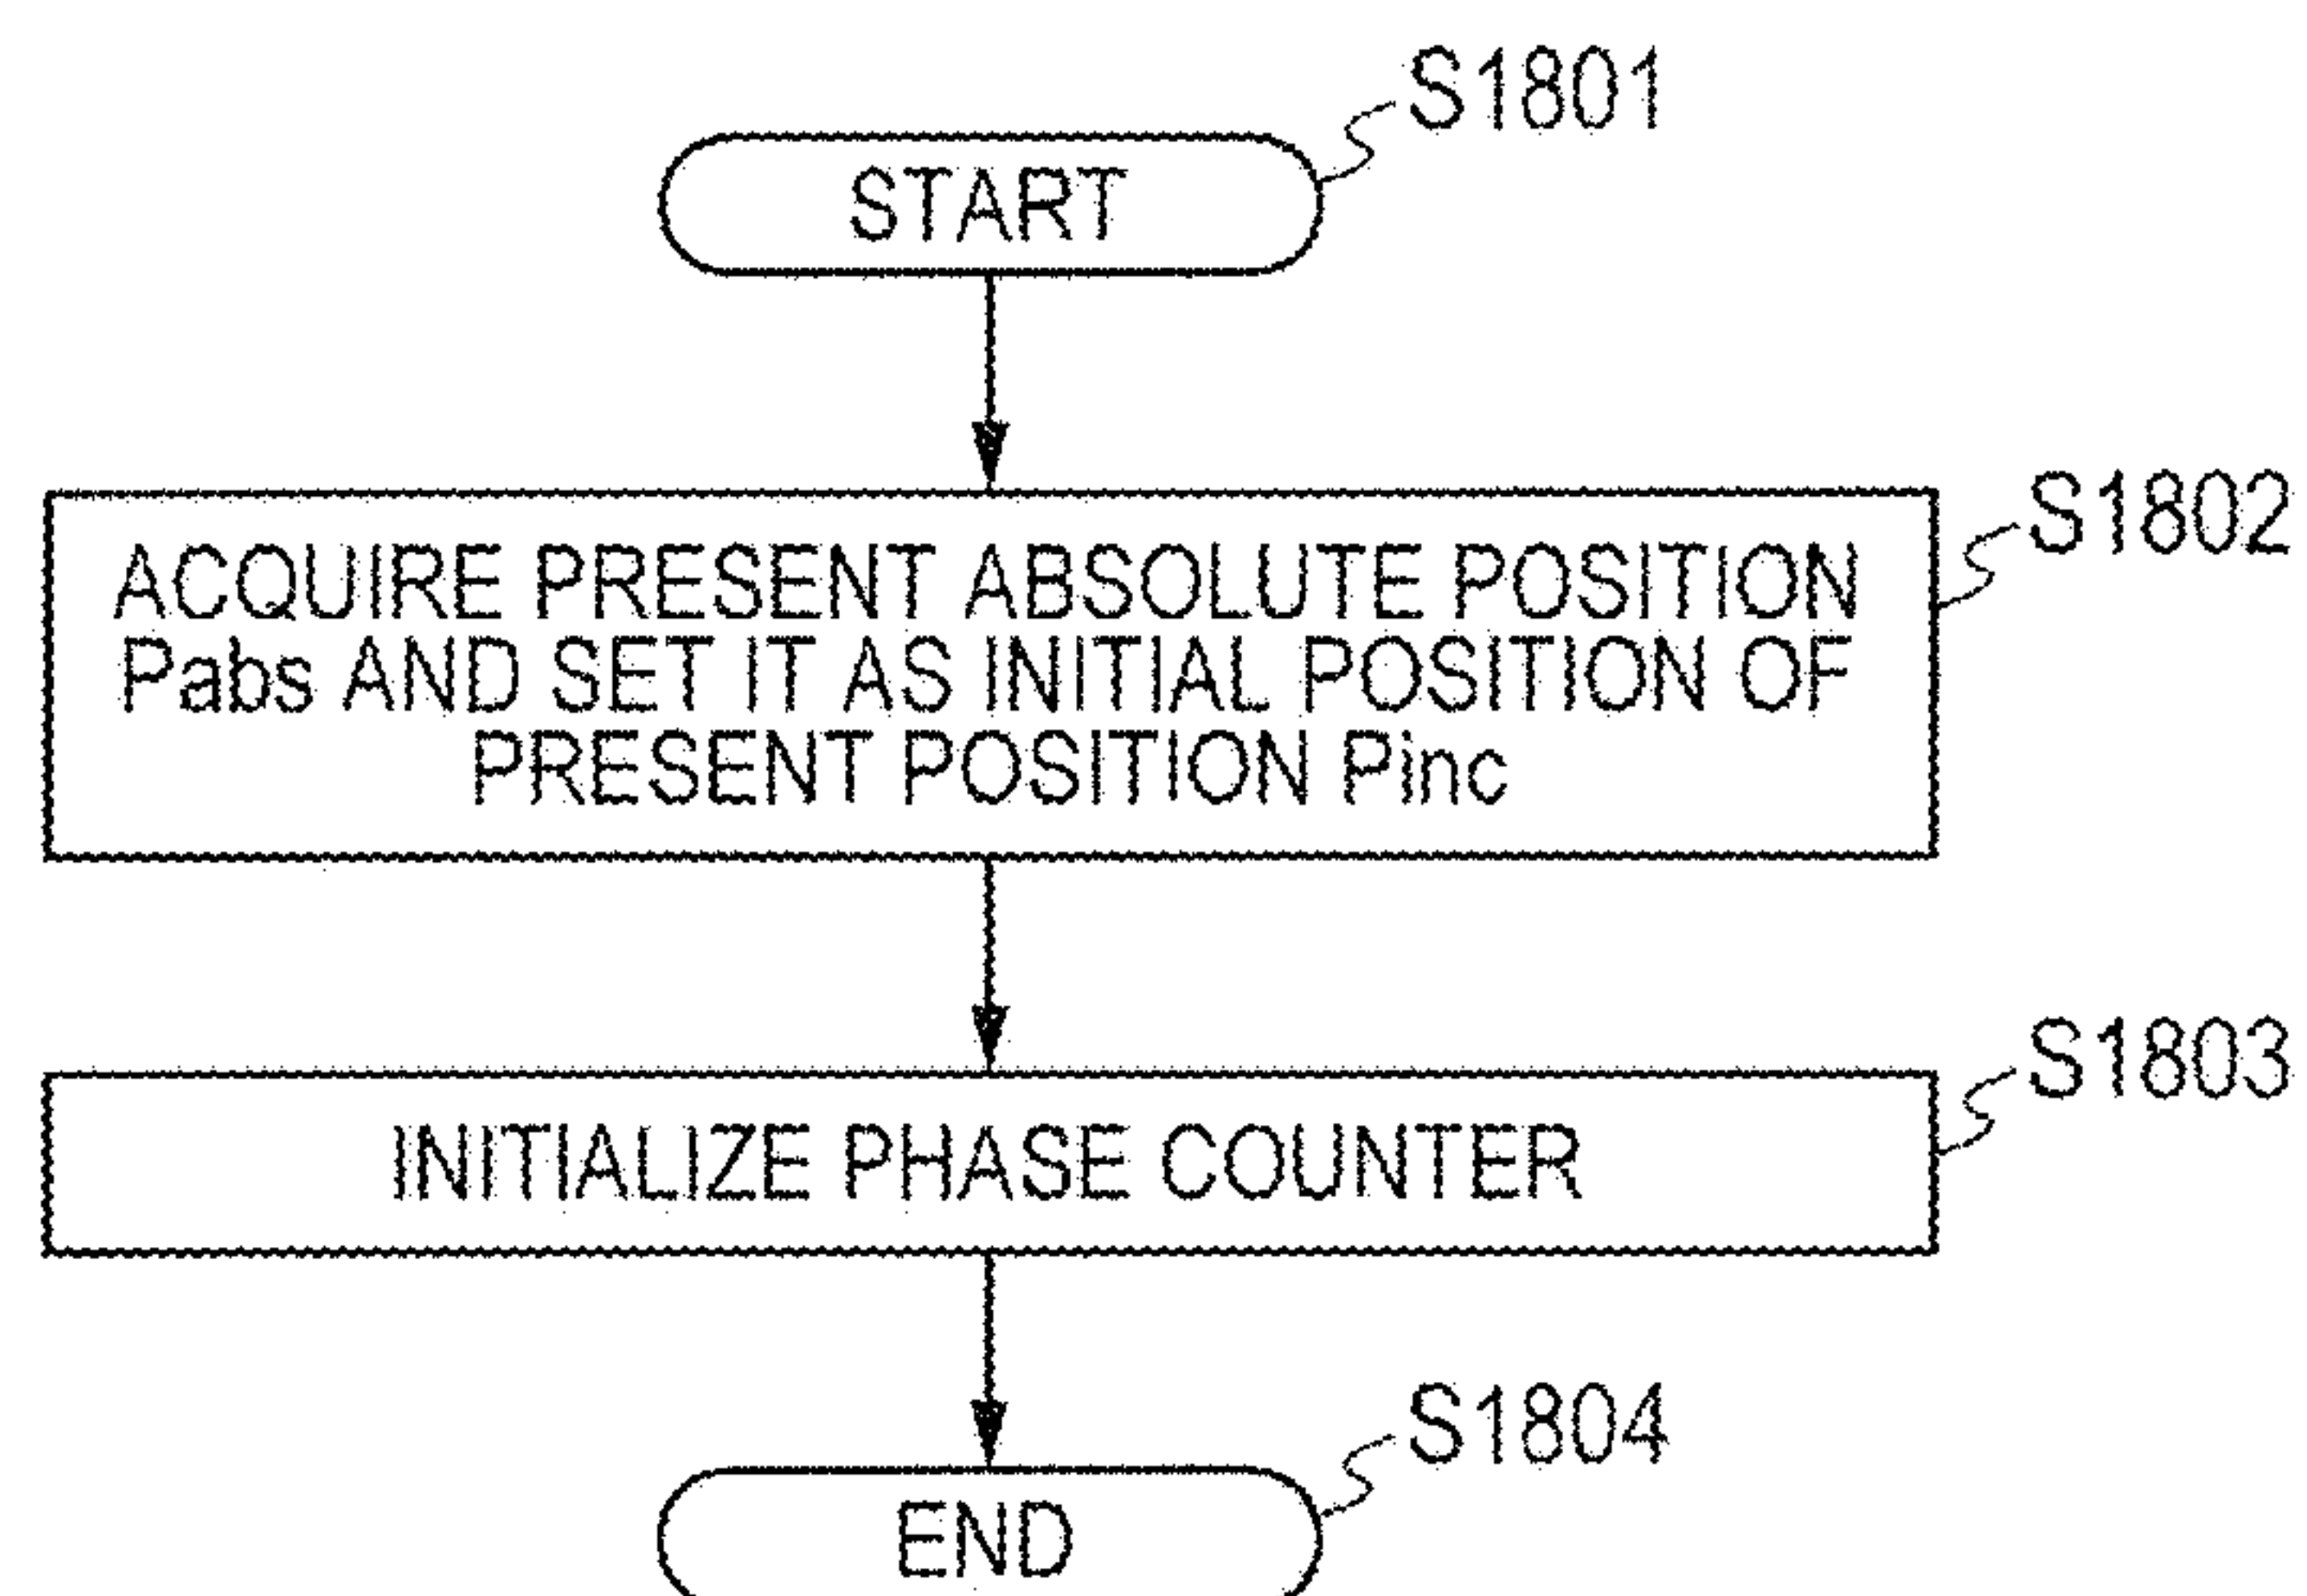 S1801
START
S1802
ACQUIRE PRESENT ABSOLUTE POSITION
Pabs AND SET IT AS INITIAL POSITION OF
PRESENT POSITION Pinc
S1803
INITIALIZE PHASE COUNTER
S1804
END